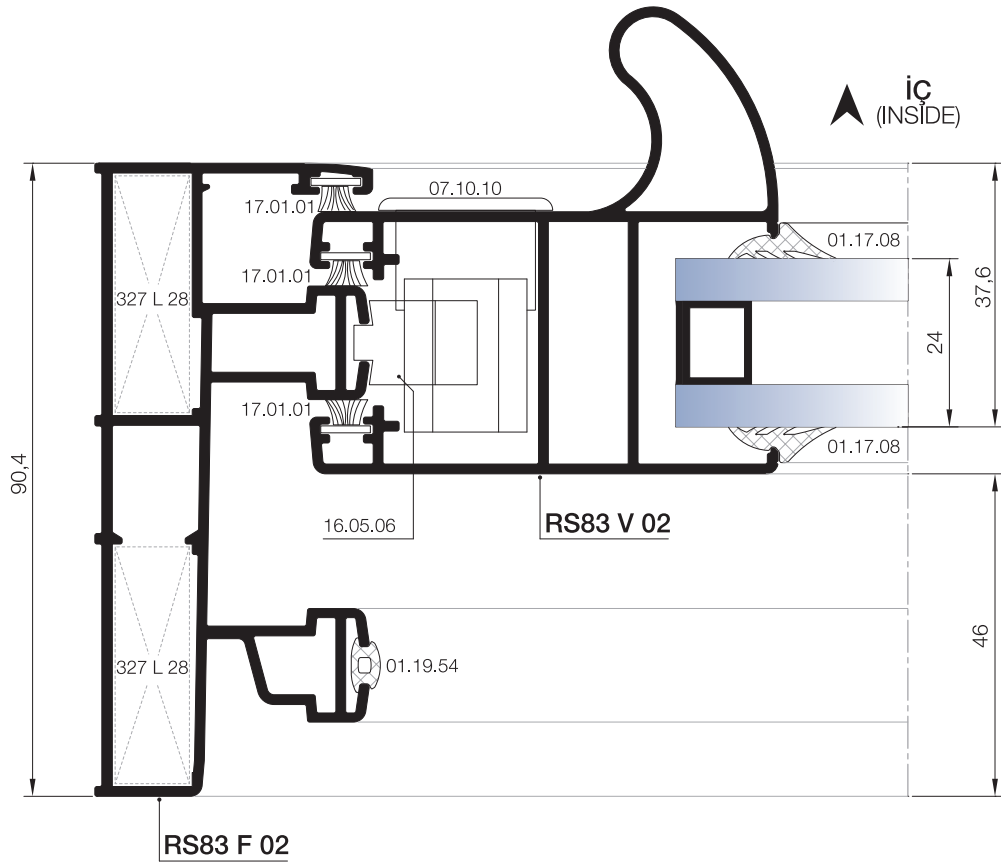 İÇ
(INSIDE)
07.10.10
17.01.01
01.17.08
17.01.01
327 L 28
37,6
24
17.01.01
01.17.08
90,4
16.05.06
RS83 V 02
46
327 L 28
01.19.54
RS83 F 02